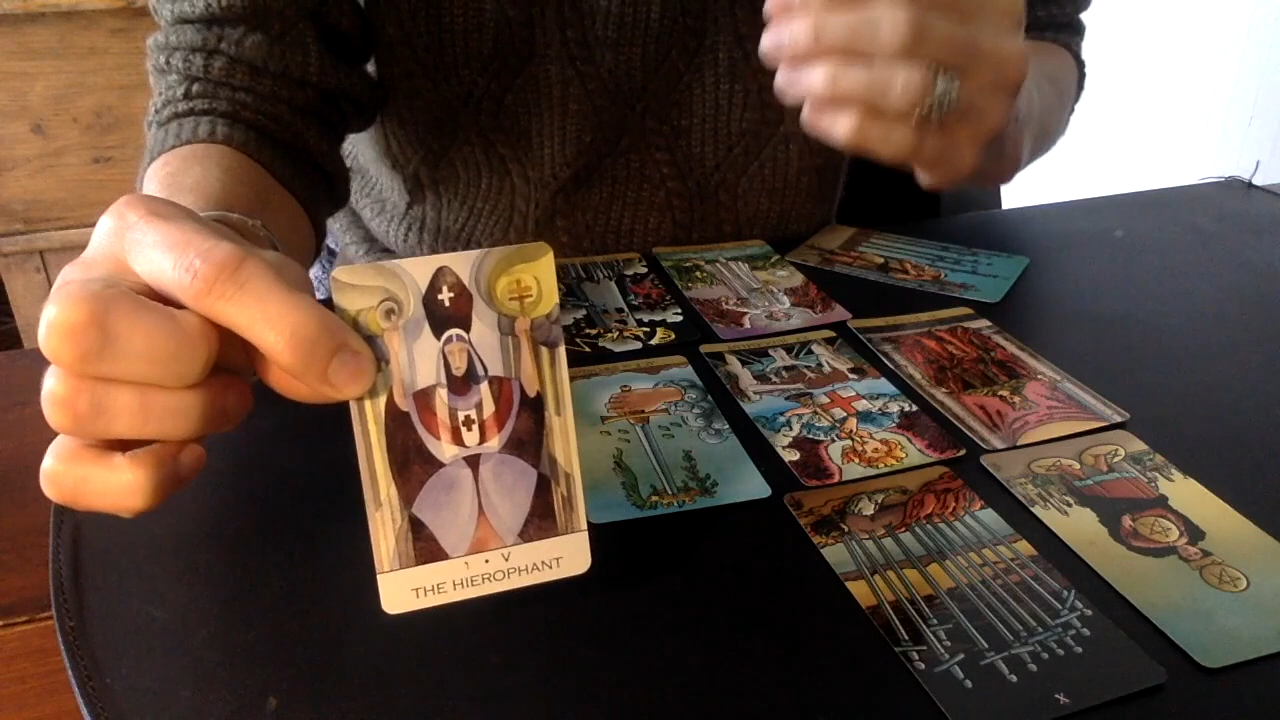 ו • V
THE HIEROPHANT
X